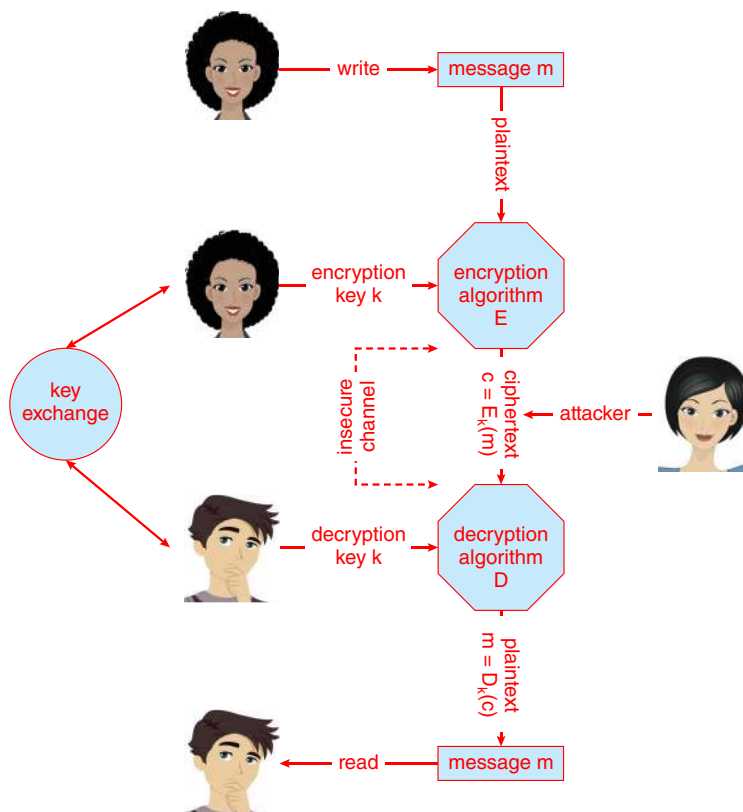 write
message m
plaintext
encryption
key k
encryption
algorithm
E
key
exchange
insecure
channel
ciphertext
c = Eₖ(m)
attacker
decryption
key k
decryption
algorithm
D
plaintext
m = Dₖ(c)
read
message m